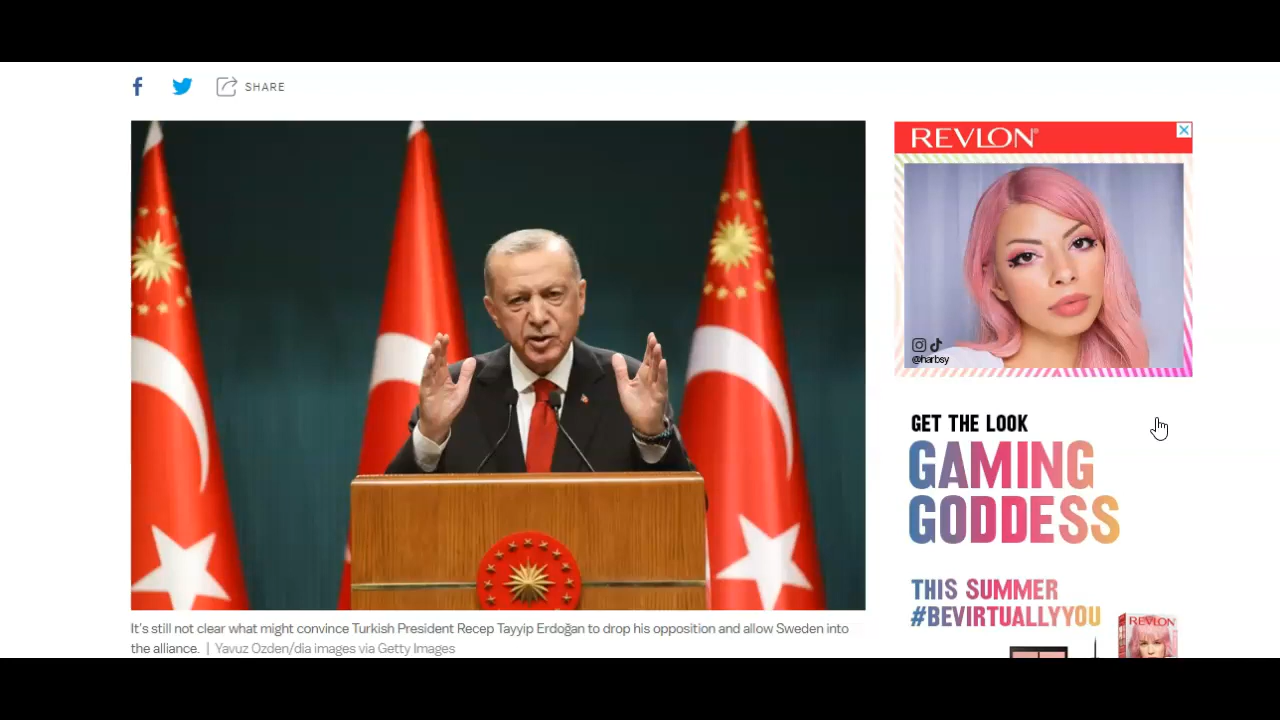 SHARE
REVLON®
@harbsy
GET THE LOOK
GAMING
GODDESS
THIS SUMMER
#BEVIRTUALLYYOU
REVLON
It's still not clear what might convince Turkish President Recep Tayyip Erdoğan to drop his opposition and allow Sweden into
the alliance. | Yavuz Ozden/dia images via Getty Images